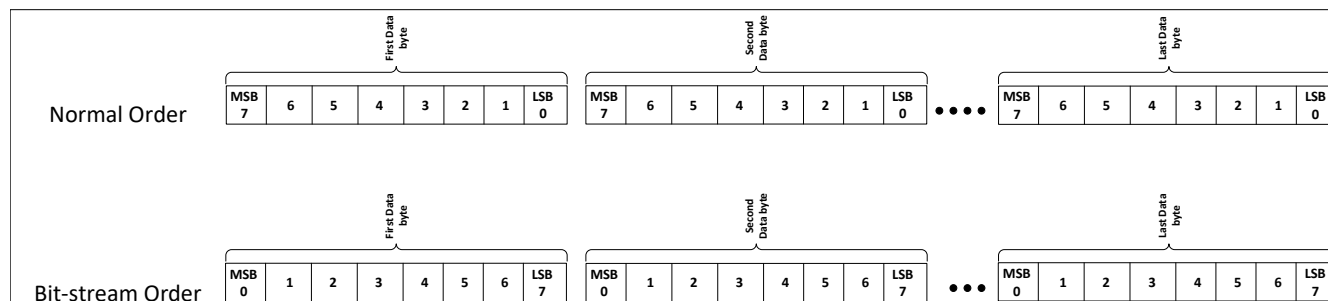 First Data
byte
Second
Data byte
Last Data
byte
Normal Order
MSB 6 5 4 3 2 1 LSB MSB 6 5 4 3 2 1 LSB •••• MSB 6 5 4 3 2 1 LSB
7 0 7 0 7 0
First Data
byte
Second
Data byte
Last Data
byte
Bit-stream Order
MSB 1 2 3 4 5 6 LSB MSB 1 2 3 4 5 6 LSB ••• MSB 1 2 3 4 5 6 LSB
0 7 0 7 0 7